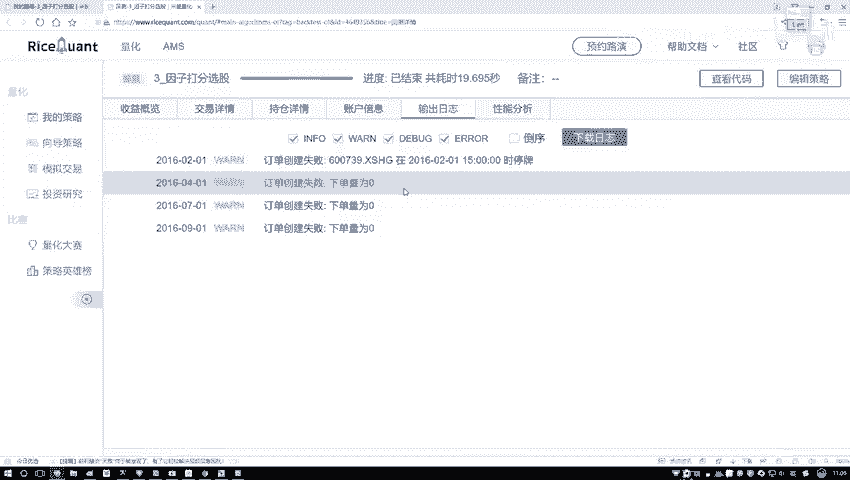 RiceQuant 量化 AMS 预约路演 帮助文档 社区
3_因子打分选股 进度: 已结束 共耗时19.695秒 备注: -- 查看代码 编辑策略
量化
我的策略
向导策略
模拟交易
投资研究
比赛
量化大赛
策略英雄榜
收益概览 交易详情 持仓详情 账户信息 输出日志 性能分析
INFO WARN DEBUG ERROR 倒序 下载日志
2016-02-01 WARN 订单创建失败: 600739.XSHG 在 2016-02-01 15:00:00 时停牌
2016-04-01 WARN 订单创建失败: 下单量为0
2016-07-01 WARN 订单创建失败: 下单量为0
2016-09-01 WARN 订单创建失败: 下单量为0